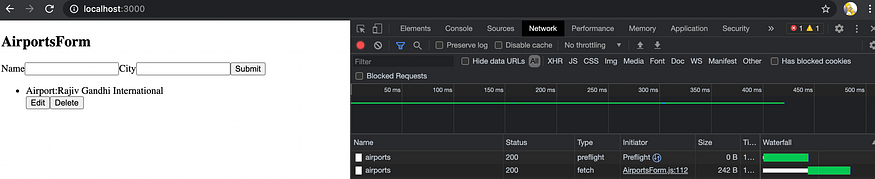 localhost:3000
AirportsForm
Name City Submit
Airport:Rajiv Gandhi International
Edit Delete
Elements Console Sources Network Performance Memory Application Security » 1 1
Preserve log Disable cache No throttling
Filter Hide data URLs All XHR JS CSS Img Media Font Doc WS Manifest Other Has blocked cookies
Blocked Requests
50 ms 100 ms 150 ms 200 ms 250 ms 300 ms 350 ms 400 ms 450 ms 500 ms
Name Status Type Initiator Size Ti... Waterfall
airports 200 preflight Preflight 0 B 1...
airports 200 fetch AirportsForm.js:112 242 B 1...